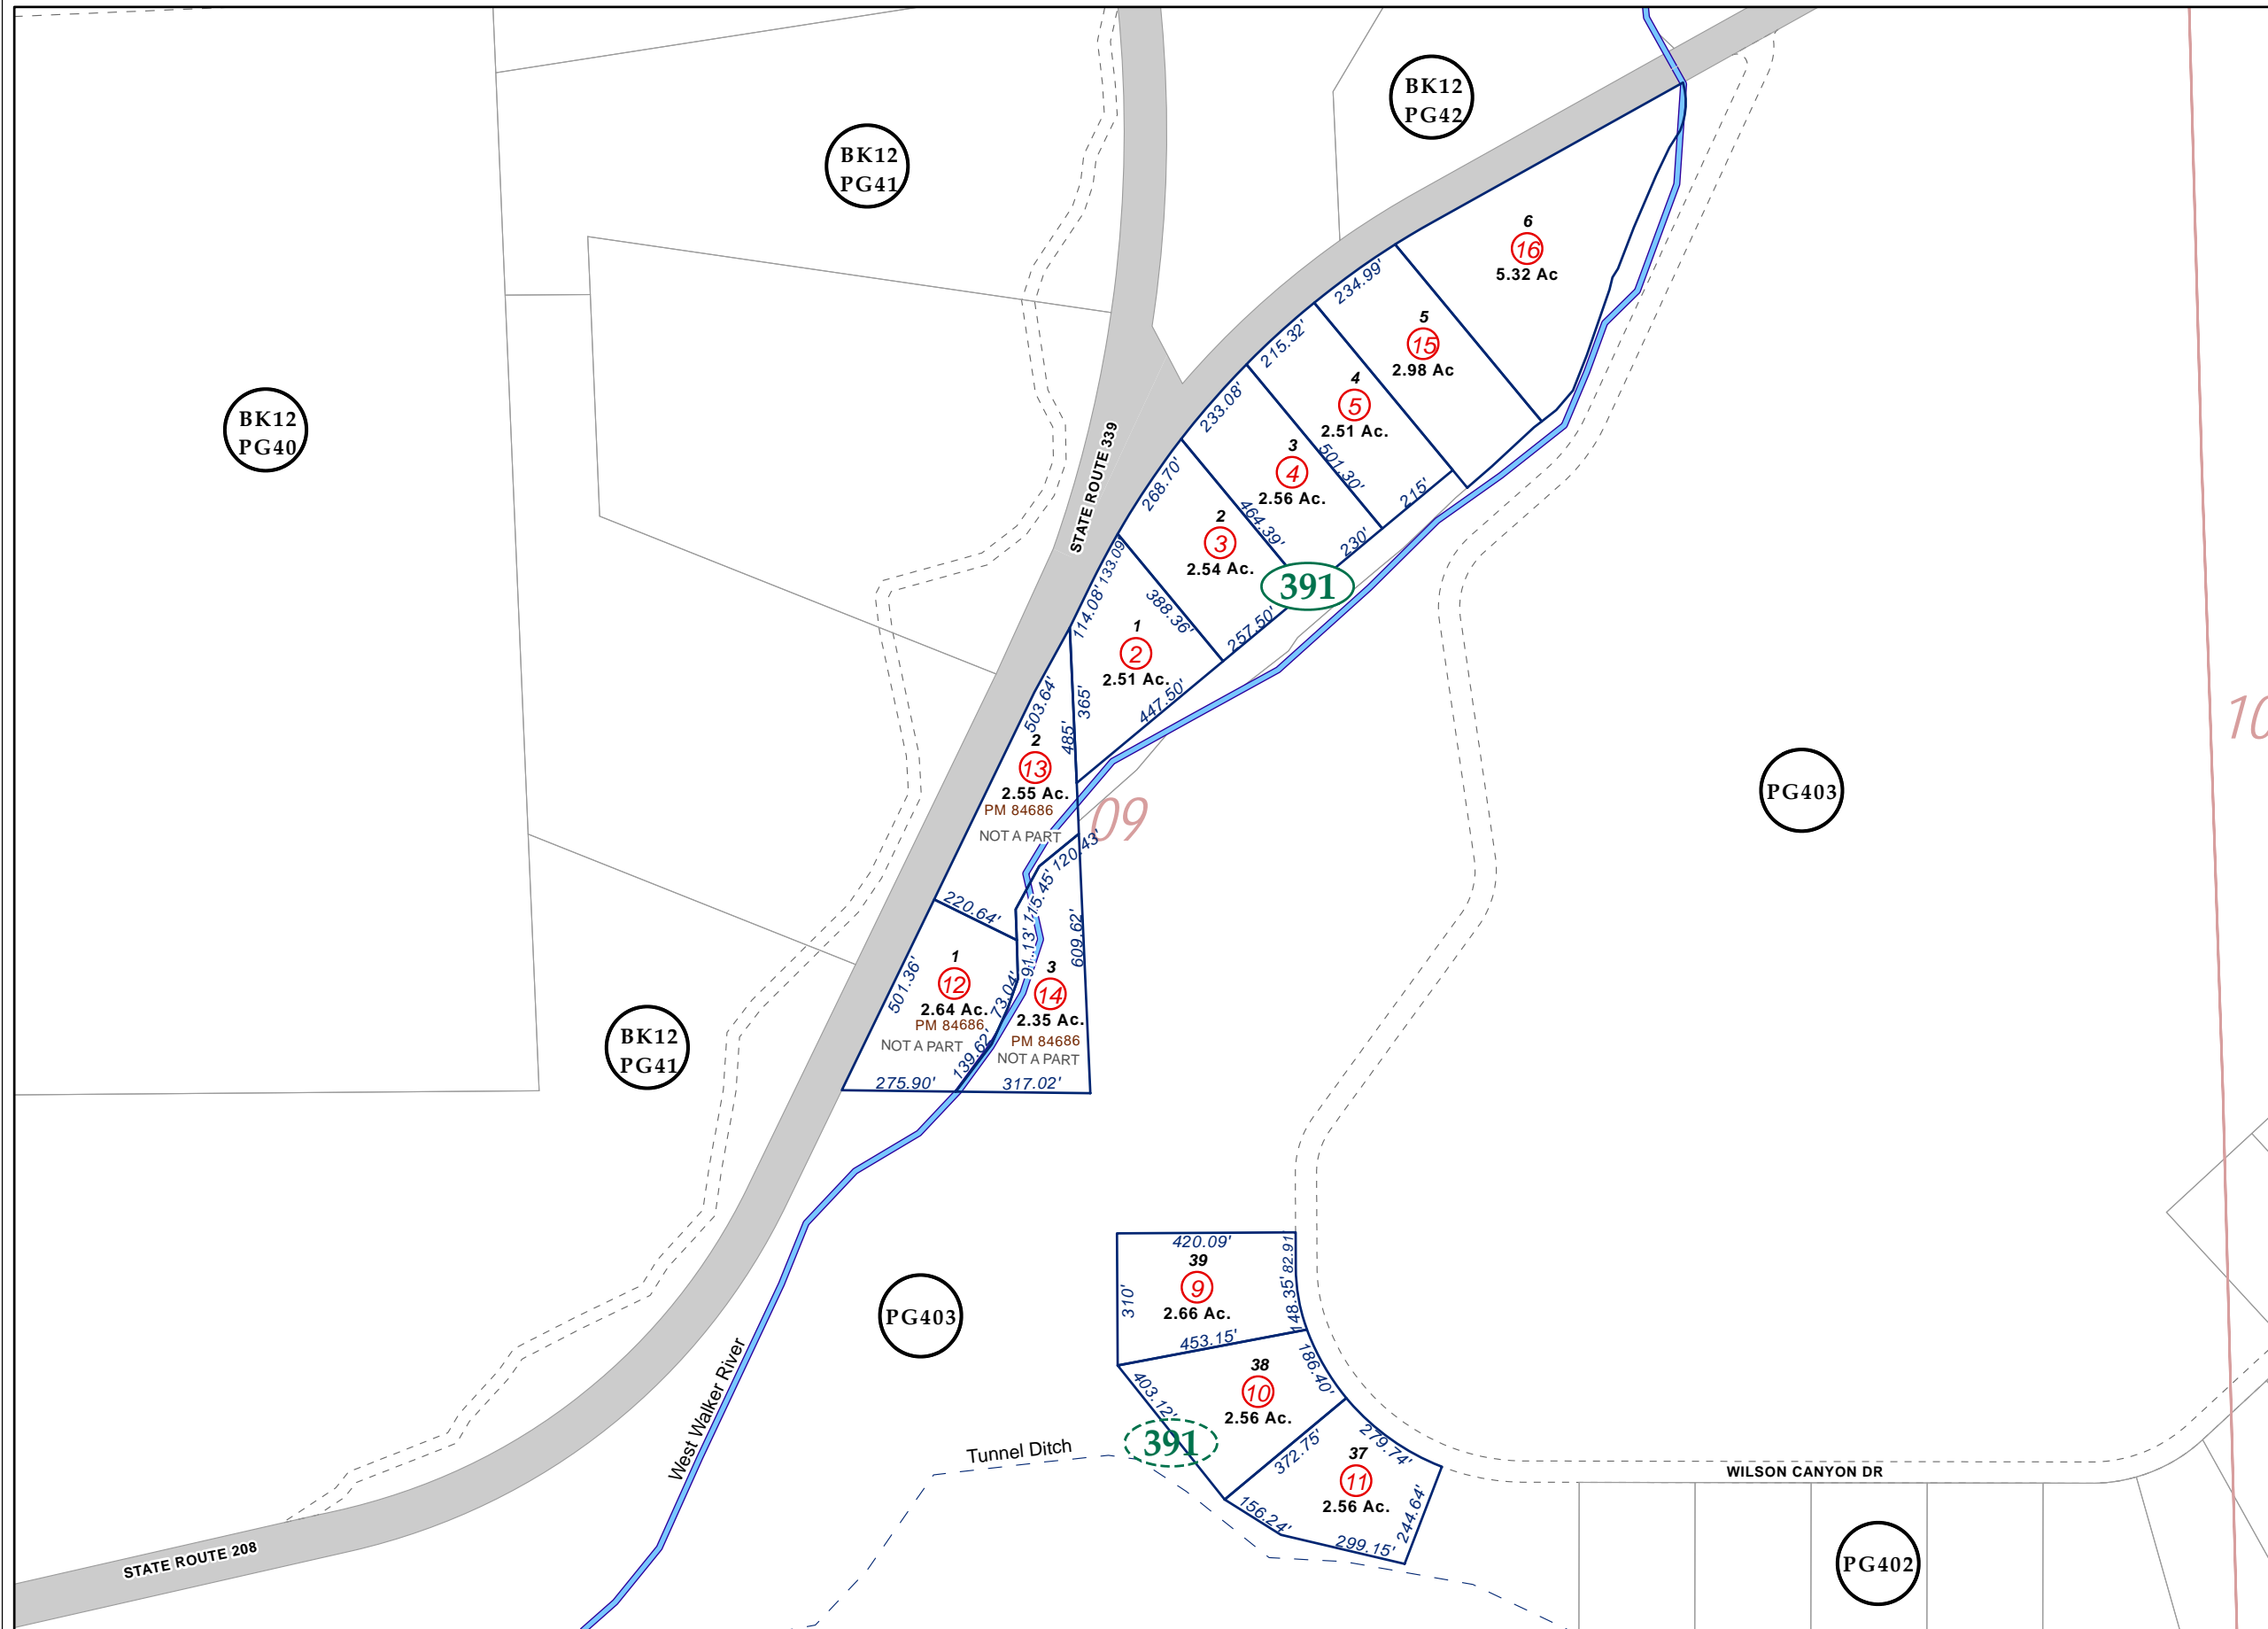 BK12
PG42
BK12
PG41
6
16
5.32 Ac
234.99'
5
15
2.98 Ac
215.32'
4
5
2.51 Ac.
BK12
PG40
233.08'
3
4
2.56 Ac.
501.30'
215'
STATE ROUTE 339
268.70'
2
3
2.54 Ac.
464.39'
230'
391
133.09'
114.08'
388.36'
257.50'
1
2
2.51 Ac.
365'
447.50'
503.64'
485'
2
13
2.55 Ac.
PM 84686
NOT A PART
09
10
PG403
120.43'
115.45'
220.64'
91.13'
609.62'
501.36'
1
12
2.64 Ac.
PM 84686
NOT A PART
73.04'
139.62'
3
14
2.35 Ac.
PM 84686
NOT A PART
275.90'
317.02'
BK12
PG41
420.09'
82.91'
39
9
2.66 Ac.
310'
148.35'
PG403
453.15'
186.40'
38
10
2.56 Ac.
403.12'
391
372.75'
279.74'
37
11
2.56 Ac.
156.24'
299.15'
244.64'
West Walker River
Tunnel Ditch
WILSON CANYON DR
STATE ROUTE 208
PG402